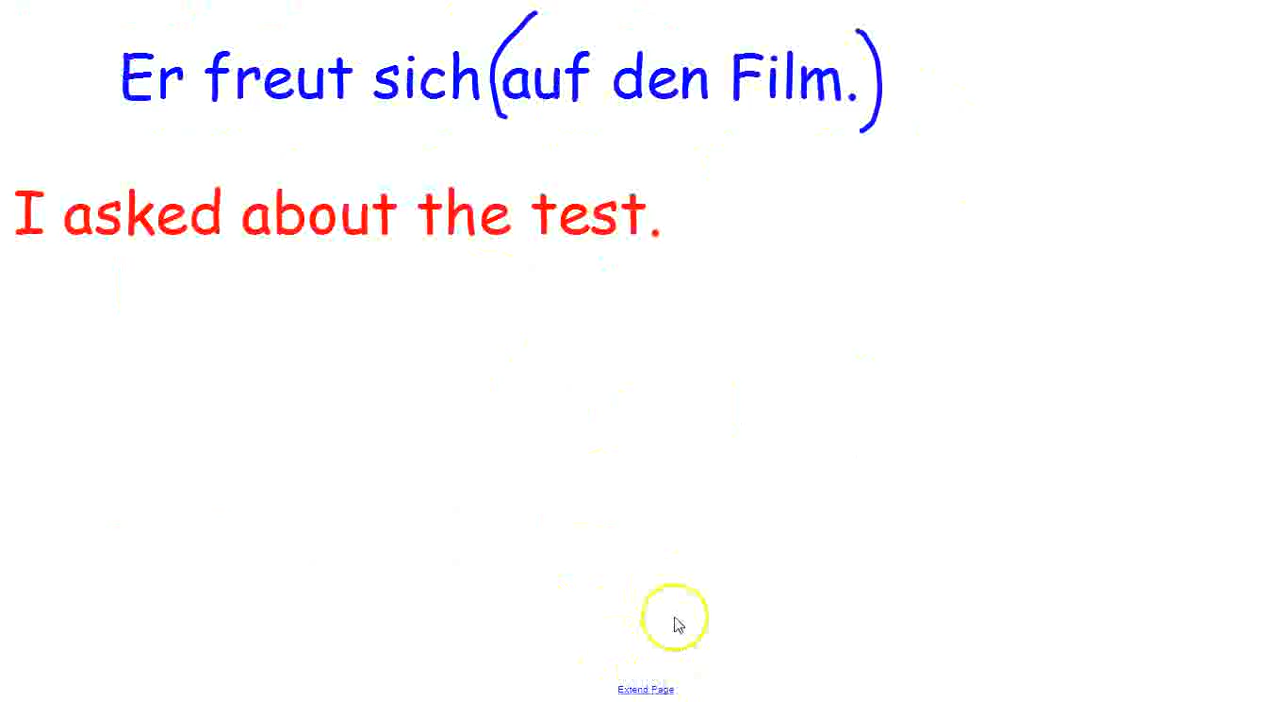 Er freut sich (auf den Film.)
I asked about the test.
Extend Page